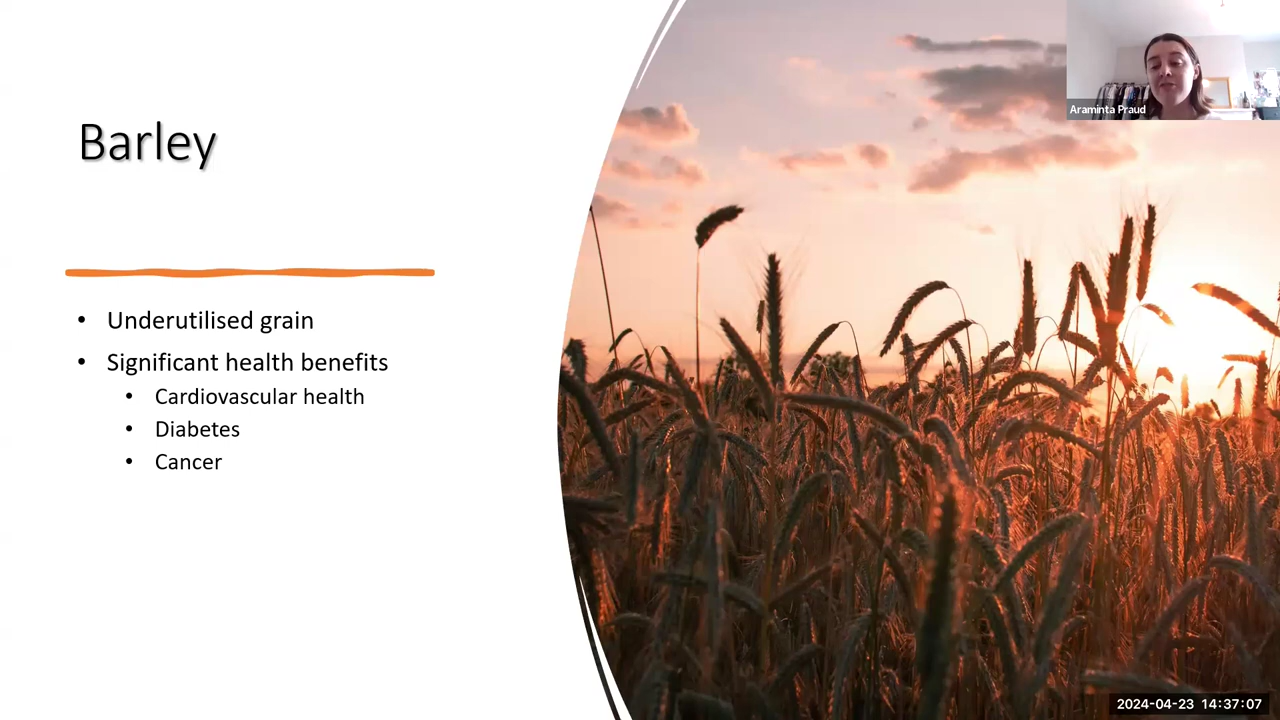 Barley
• Underutilised grain
• Significant health benefits
• Cardiovascular health
• Diabetes
• Cancer
Araminta Praud
2024-04-23 14:37:07